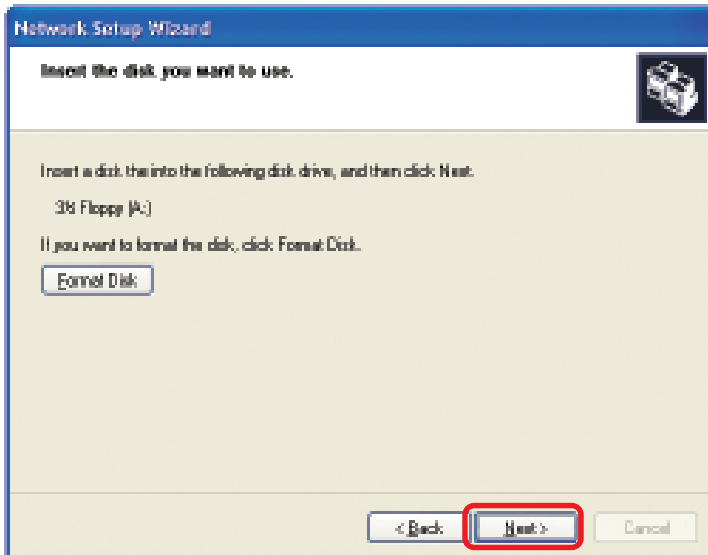 Network Setup Wizard
Insert the disk you want to use.
Insert a disk the into the following disk drive, and then click Next.
3½ Floppy (A:)
If you want to format the disk, click Format Disk.
Format Disk
< Back
Next >
Cancel